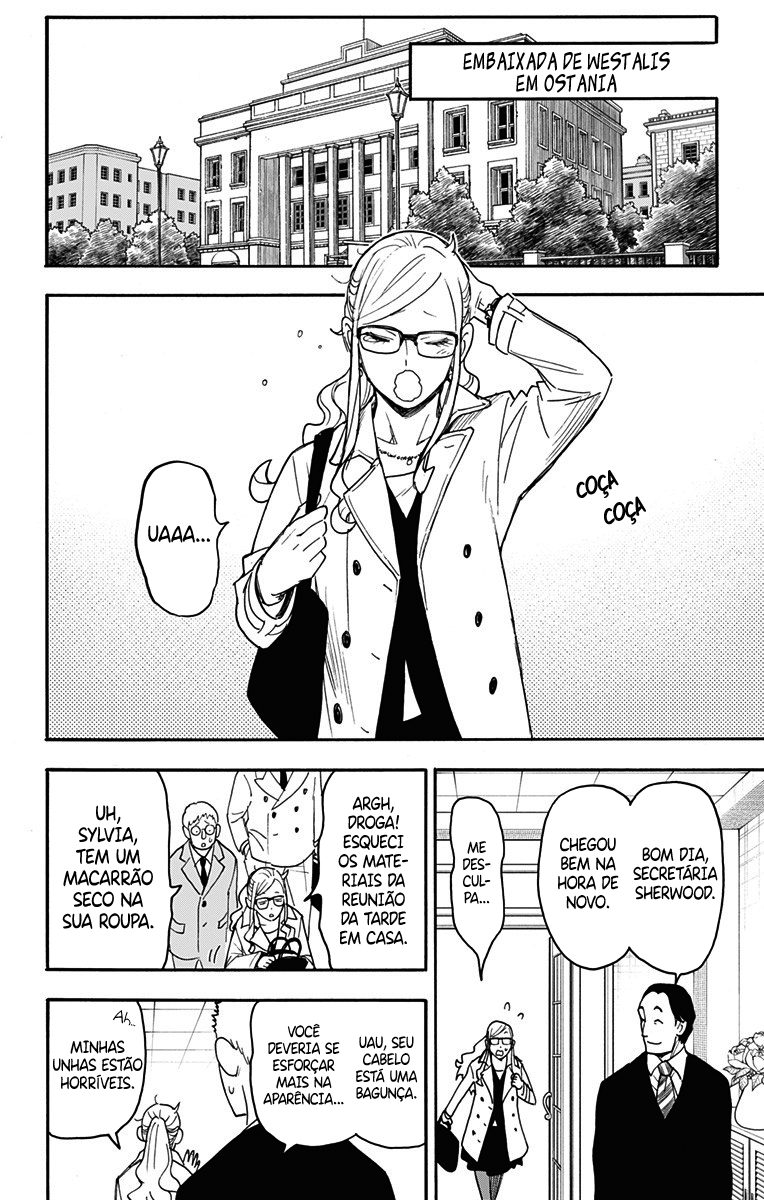 EMBAIXADA DE WESTALIS
EM OSTANIA
UAAA...
COÇA
COÇA
BOM DIA,
SECRETÁRIA
SHERWOOD.
CHEGOU
BEM NA
HORA DE
NOVO.
ME
DES-
CUL-
PA...
ARGH,
DROGA!
ESQUECI
OS MATE-
RIAIS DA
REUNIÃO
DA TARDE
EM CASA.
UH,
SYLVIA,
TEM UM
MACARRÃO
SECO NA
SUA ROUPA.
UAU, SEU
CABELO
ESTÁ UMA
BAGUNÇA.
VOCÊ
DEVERIA SE
ESFORÇAR
MAIS NA
APARÊNCIA...
Ah...
MINHAS
UNHAS ESTÃO
HORRÍVEIS.